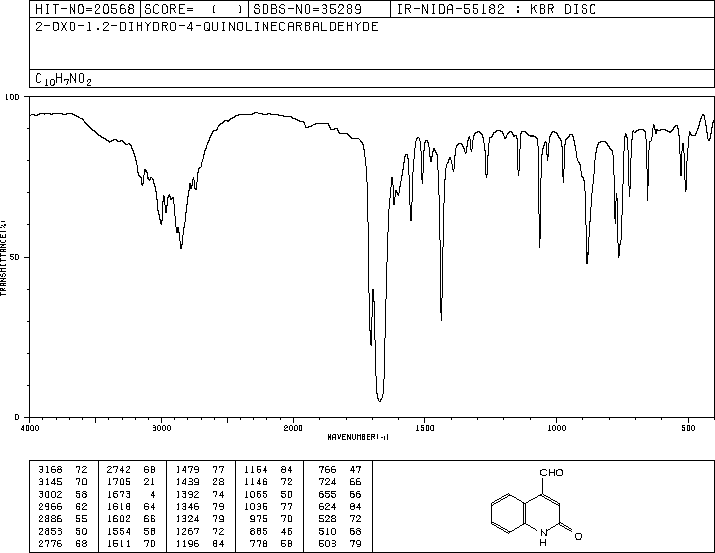 HIT-NO=20568 SCORE= ( ) SDBS-NO=35289 IR-NIDA-55182 : KBR DISC
2-OXO-1,2-DIHYDRO-4-QUINOLINECARBALDEHYDE
C10H7NO2
100
TRANSMITTANCE(%)
50
0
4000 3000 2000 1500 1000 500
WAVENUMBER(-1)
3168 72 2742 68 1479 77 1154 84 766 47
3145 70 1705 21 1439 28 1146 72 724 66
3002 58 1673 4 1392 74 1065 50 655 66
2966 62 1618 64 1346 79 1036 77 624 84
2886 55 1602 66 1324 79 975 70 528 72
2853 50 1554 58 1267 72 885 46 510 68
2776 68 1511 70 1196 84 778 58 503 79
CHO
N
H
O